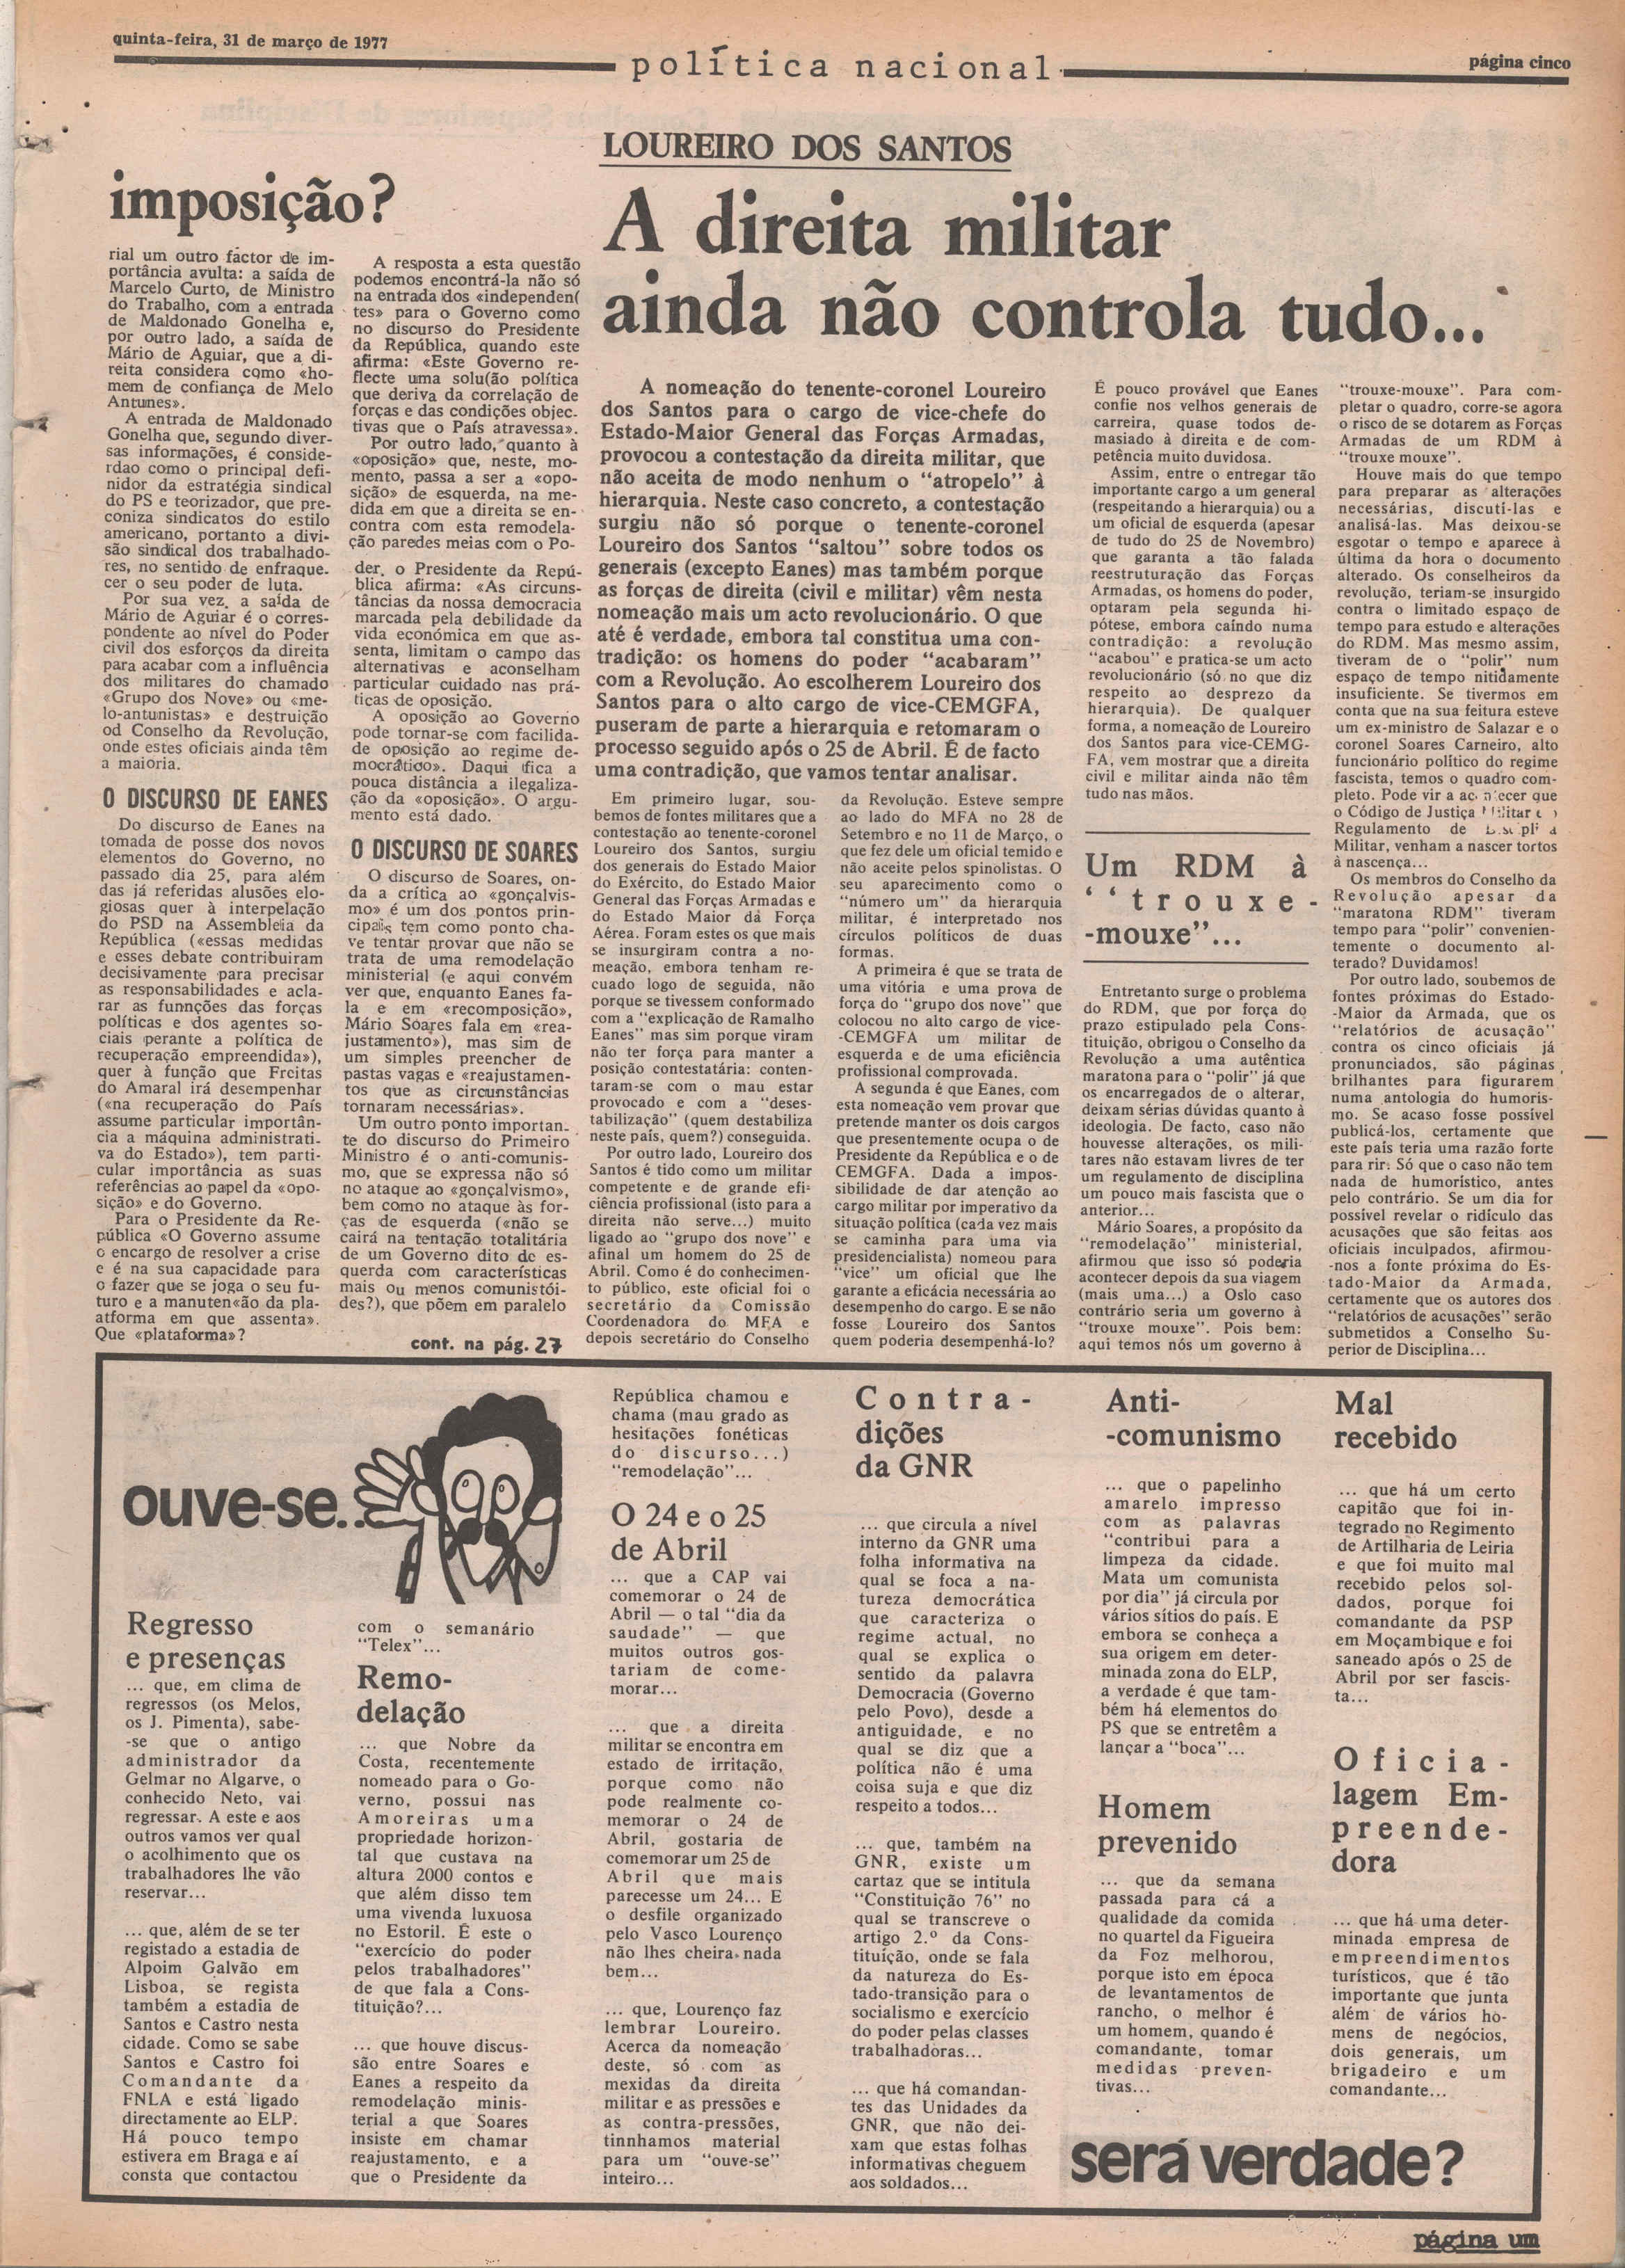 quinta-feira, 31 de março de 1977
política nacional
página cinco
imposição?
rial um outro factor de im-
portância avulta: a saída de
Marcelo Curto, de Ministro
do Trabalho, com a entrada
de Maldonado Gonelha e,
por outro lado, a saída de
Mário de Aguiar, que a di-
reita considera como «ho-
mem de confiança de Melo
Antunes».
A entrada de Maldonado
Gonelha que, segundo diver-
sas informações, é conside-
rdao como o principal defi-
nidor da estratégia sindical
do PS e teorizador, que pre-
coniza sindicatos do estilo
americano, portanto a divi-
são sindical dos trabalhado-
res, no sentido de enfraque-
cer o seu poder de luta.
Por sua vez, a saída de
Mário de Aguiar é o corres-
pondente ao nível do Poder
civil dos esforços da direita
para acabar com a influência
dos militares do chamado
«Grupo dos Nove» ou «me-
lo-antunistas» e destruição
od Conselho da Revolução,
onde estes oficiais ainda têm
a maioria.
O DISCURSO DE EANES
Do discurso de Eanes na
tomada de posse dos novos
elementos do Governo, no
passado dia 25, para além
das já referidas alusões elo-
giosas quer à interpelação
do PSD na Assembleia da
República («essas medidas
e esses debate contribuiram
decisivamente para precisar
as responsabilidades e acla-
rar as funnções das forças
políticas e dos agentes so-
ciais perante a política de
recuperação empreendida»),
quer à função que Freitas
do Amaral irá desempenhar
(«na recuperação do País
assume particular importân-
cia a máquina administrati-
va do Estado»), tem parti-
cular importância as suas
referências ao papel da «opo-
sição» e do Governo.
Para o Presidente da Re-
pública «O Governo assume
o encargo de resolver a crise
e é na sua capacidade para
o fazer que se joga o seu fu-
turo e a manuten«ão da pla-
atforma em que assenta».
Que «plataforma»?
A resposta a esta questão
podemos encontrá-la não só
na entrada dos «independen(
tes» para o Governo como
no discurso do Presidente
da República, quando este
afirma: «Este Governo re-
flecte uma solu(ão política
que deriva da correlação de
forças e das condições objec-
tivas que o País atravessa».
Por outro lado, quanto à
«oposição» que, neste, mo-
mento, passa a ser a «opo-
sição» de esquerda, na me-
dida em que a direita se en-
contra com esta remodela-
ção paredes meias com o Po-
der, o Presidente da Repú-
blica afirma: «As circuns-
tâncias da nossa democracia
marcada pela debilidade da
vida económica em que as-
senta, limitam o campo das
alternativas e aconselham
particular cuidado nas prá-
ticas de oposição.
A oposição ao Governo
pode tornar-se com facilida-
de oposição ao regime de-
mocrático». Daqui fica a
pouca distância a ilegaliza-
ção da «oposição». O argu-
mento está dado.
O DISCURSO DE SOARES
O discurso de Soares, on-
da a crítica ao «gonçalvis-
mo» é um dos pontos prin-
cipais tem como ponto cha-
ve tentar provar que não se
trata de uma remodelação
ministerial (e aqui convém
ver que, enquanto Eanes fa-
la e em «recomposição»,
Mário Soares fala em «rea-
justamento»), mas sim de
um simples preencher de
pastas vagas e «reajustamen-
tos que as circunstâncias
tornaram necessárias».
Um outro ponto importan-
te do discurso do Primeiro
Ministro é o anti-comunis-
mo, que se expressa não só
no ataque ao «gonçalvismo»,
bem como no ataque às for-
ças de esquerda («não se
cairá na tentação totalitária
de um Governo dito de es-
querda com características
mais ou menos comunistói-
des?), que põem em paralelo
cont. na pág. 27
LOUREIRO DOS SANTOS
A direita militar
ainda não controla tudo...
A nomeação do tenente-coronel Loureiro
dos Santos para o cargo de vice-chefe do
Estado-Maior General das Forças Armadas,
provocou a contestação da direita militar, que
não aceita de modo nenhum o “atropelo” à
hierarquia. Neste caso concreto, a contestação
surgiu não só porque o tenente-coronel
Loureiro dos Santos “saltou” sobre todos os
generais (excepto Eanes) mas também porque
as forças de direita (civil e militar) vêm nesta
nomeação mais um acto revolucionário. O que
até é verdade, embora tal constitua uma con-
tradição: os homens do poder “acabaram”
com a Revolução. Ao escolherem Loureiro dos
Santos para o alto cargo de vice-CEMGFA,
puseram de parte a hierarquia e retomaram o
processo seguido após o 25 de Abril. É de facto
uma contradição, que vamos tentar analisar.
Em primeiro lugar, sou-
bemos de fontes militares que a
contestação ao tenente-coronel
Loureiro dos Santos, surgiu
dos generais do Estado Maior
do Exército, do Estado Maior
General das Forças Armadas e
do Estado Maior da Força
Aérea. Foram estes os que mais
se insurgiram contra a no-
meação, embora tenham re-
cuado logo de seguida, não
porque se tivessem conformado
com a “explicação de Ramalho
Eanes” mas sim porque viram
não ter força para manter a
posição contestatária: conten-
taram-se com o mau estar
provocado e com a “deses-
tabilização” (quem destabiliza
neste país, quem?) conseguida.
Por outro lado, Loureiro dos
Santos é tido como um militar
competente e de grande efi-
ciência profissional (isto para a
direita não serve...) muito
ligado ao “grupo dos nove” e
afinal um homem do 25 de
Abril. Como é do conhecimen-
to público, este oficial foi o
secretário da Comissão
Coordenadora do MFA e
depois secretário do Conselho
da Revolução. Esteve sempre
ao lado do MFA no 28 de
Setembro e no 11 de Março, o
que fez dele um oficial temido e
não aceite pelos spinolistas. O
seu aparecimento como o
“número um” da hierarquia
militar, é interpretado nos
círculos políticos de duas
formas.
A primeira é que se trata de
uma vitória e uma prova de
força do “grupo dos nove” que
colocou no alto cargo de vice-
-CEMGFA um militar de
esquerda e de uma eficiência
profissional comprovada.
A segunda é que Eanes, com
esta nomeação vem provar que
pretende manter os dois cargos
que presentemente ocupa o de
Presidente da República e o de
CEMGFA. Dada a impos-
sibilidade de dar atenção ao
cargo militar por imperativo da
situação política (cada vez mais
se caminha para uma via
presidencialista) nomeou para
“vice” um oficial que lhe
garante a eficácia necessária ao
desempenho do cargo. E se não
fosse Loureiro dos Santos
quem poderia desempenhá-lo?
É pouco provável que Eanes
confie nos velhos generais de
carreira, quase todos de-
masiado à direita e de com-
petência muito duvidosa.
Assim, entre o entregar tão
importante cargo a um general
(respeitando a hierarquia) ou a
um oficial de esquerda (apesar
de tudo do 25 de Novembro)
que garanta a tão falada
reestruturação das Forças
Armadas, os homens do poder,
optaram pela segunda hi-
pótese, embora caíndo numa
contradição: a revolução
“acabou” e pratica-se um acto
revolucionário (só no que diz
respeito ao desprezo da
hierarquia). De qualquer
forma, a nomeação de Loureiro
dos Santos para vice-CEMG-
FA, vem mostrar que a direita
civil e militar ainda não têm
tudo nas mãos.
Um RDM à
‘‘trouxe-
-mouxe”...
Entretanto surge o problema
do RDM, que por força do
prazo estipulado pela Cons-
tituição, obrigou o Conselho da
Revolução a uma autêntica
maratona para o “polir” já que
os encarregados de o alterar,
deixam sérias dúvidas quanto à
ideologia. De facto, caso não
houvesse alterações, os mili-
tares não estavam livres de ter
um regulamento de disciplina
um pouco mais fascista que o
anterior...
Mário Soares, a propósito da
“remodelação” ministerial,
afirmou que isso só poderia
acontecer depois da sua viagem
(mais uma...) a Oslo caso
contrário seria um governo à
“trouxe mouxe”. Pois bem:
aqui temos nós um governo à
“trouxe-mouxe”. Para com-
pletar o quadro, corre-se agora
o risco de se dotarem as Forças
Armadas de um RDM à
“trouxe mouxe”.
Houve mais do que tempo
para preparar as alterações
necessárias, discuti-las e
analisá-las. Mas deixou-se
esgotar o tempo e aparece à
última da hora o documento
alterado. Os conselheiros da
revolução, teriam-se insurgido
contra o limitado espaço de
tempo para estudo e alterações
do RDM. Mas mesmo assim,
tiveram de o “polir” num
espaço de tempo nitidamente
insuficiente. Se tivermos em
conta que na sua feitura esteve
um ex-ministro de Salazar e o
coronel Soares Carneiro, alto
funcionário político do regime
fascista, temos o quadro com-
pleto. Pode vir a que
o Código de Justiça
Regulamento de
Militar, venham a nascer tortos
à nascença...
Os membros do Conselho da
Revolução apesar da
“maratona RDM” tiveram
tempo para “polir” convenien-
temente o documento al-
terado? Duvidamos!
Por outro lado, soubemos de
fontes próximas do Estado-
-Maior da Armada, que os
“relatórios de acusação”
contra os cinco oficiais já
pronunciados, são páginas
brilhantes para figurarem
numa antologia do humoris-
mo. Se acaso fosse possível
publicá-los, certamente que
este país teria uma razão forte
para rir. Só que o caso não tem
nada de humorístico, antes
pelo contrário. Se um dia for
possível revelar o ridículo das
acusações que são feitas aos
oficiais inculpados, afirmou-
-nos a fonte próxima do Es-
tado-Maior da Armada,
certamente que os autores dos
“relatórios de acusações” serão
submetidos a Conselho Su-
perior de Disciplina...
ouve-se...
Regresso
e presenças
... que, em clima de
regressos (os Melos,
os J. Pimenta), sabe-
-se que o antigo
administrador da
Gelmar no Algarve, o
conhecido Neto, vai
regressar. A este e aos
outros vamos ver qual
o acolhimento que os
trabalhadores lhe vão
reservar...
... que, além de se ter
registado a estadia de
Alpoim Galvão em
Lisboa, se regista
também a estadia de
Santos e Castro nesta
cidade. Como se sabe
Santos e Castro foi
Comandante da
FNLA e está ligado
directamente ao ELP.
Há pouco tempo
estivera em Braga e aí
consta que contactou
com o semanário
“Telex”...
Remo-
delação
... que Nobre da
Costa, recentemente
nomeado para o Go-
verno, possui nas
Amoreiras uma
propriedade horizon-
tal que custava na
altura 2000 contos e
que além disso tem
uma vivenda luxuosa
no Estoril. É este o
“exercício do poder
pelos trabalhadores”
de que fala a Cons-
tituição?...
... que houve discus-
são entre Soares e
Eanes a respeito da
remodelação minis-
terial a que Soares
insiste em chamar
reajustamento, e a
que o Presidente da
República chamou e
chama (mau grado as
hesitações fonéticas
do discurso...)
“remodelação”...
O 24 e o 25
de Abril
... que a CAP vai
comemorar o 24 de
Abril — o tal “dia da
saudade” — que
muitos outros gos-
tariam de come-
morar...
... que a direita
militar se encontra em
estado de irritação,
porque como não
pode realmente co-
memorar o 24 de
Abril, gostaria de
comemorar um 25 de
Abril que mais
parecesse um 24... E
o desfile organizado
pelo Vasco Lourenço
não lhes cheira nada
bem...
... que, Lourenço faz
lembrar Loureiro.
Acerca da nomeação
deste, só com as
mexidas da direita
militar e as pressões e
as contra-pressões,
tinnhamos material
para um “ouve-se”
inteiro...
Contra-
dições
da GNR
... que circula a nível
interno da GNR uma
folha informativa na
qual se foca a na-
tureza democrática
que caracteriza o
regime actual, no
qual se explica o
sentido da palavra
Democracia (Governo
pelo Povo), desde a
antiguidade, e no
qual se diz que a
política não é uma
coisa suja e que diz
respeito a todos...
... que, também na
GNR, existe um
cartaz que se intitula
“Constituição 76” no
qual se transcreve o
artigo 2.º da Cons-
tituíção, onde se fala
da natureza do Es-
tado-transição para o
socialismo e exercício
do poder pelas classes
trabalhadoras...
... que há comandan-
tes das Unidades da
GNR, que não dei-
xam que estas folhas
informativas cheguem
aos soldados...
Anti-
-comunismo
... que o papelinho
amarelo impresso
com as palavras
“contribui para a
limpeza da cidade.
Mata um comunista
por dia” já circula por
vários sítios do país. E
embora se conheça a
sua origem em deter-
minada zona do ELP,
a verdade é que tam-
bém há elementos do
PS que se entretêm a
lançar a “boca”...
Homem
prevenido
... que da semana
passada para cá a
qualidade da comida
no quartel da Figueira
da Foz melhorou,
porque isto em época
de levantamentos de
rancho, o melhor é
um homem, quando é
comandante, tomar
medidas preven-
tivas...
Mal
recebido
... que há um certo
capitão que foi in-
tegrado no Regimento
de Artilharia de Leiria
e que foi muito mal
recebido pelos sol-
dados, porque foi
comandante da PSP
em Moçambique e foi
saneado após o 25 de
Abril por ser fascis-
ta...
Oficia-
lagem Em-
preende-
dora
... que há uma deter-
minada empresa de
empreendimentos
turísticos, que é tão
importante que junta
além de vários ho-
mens de negócios,
dois generais, um
brigadeiro e um
comandante...
será verdade?
página um